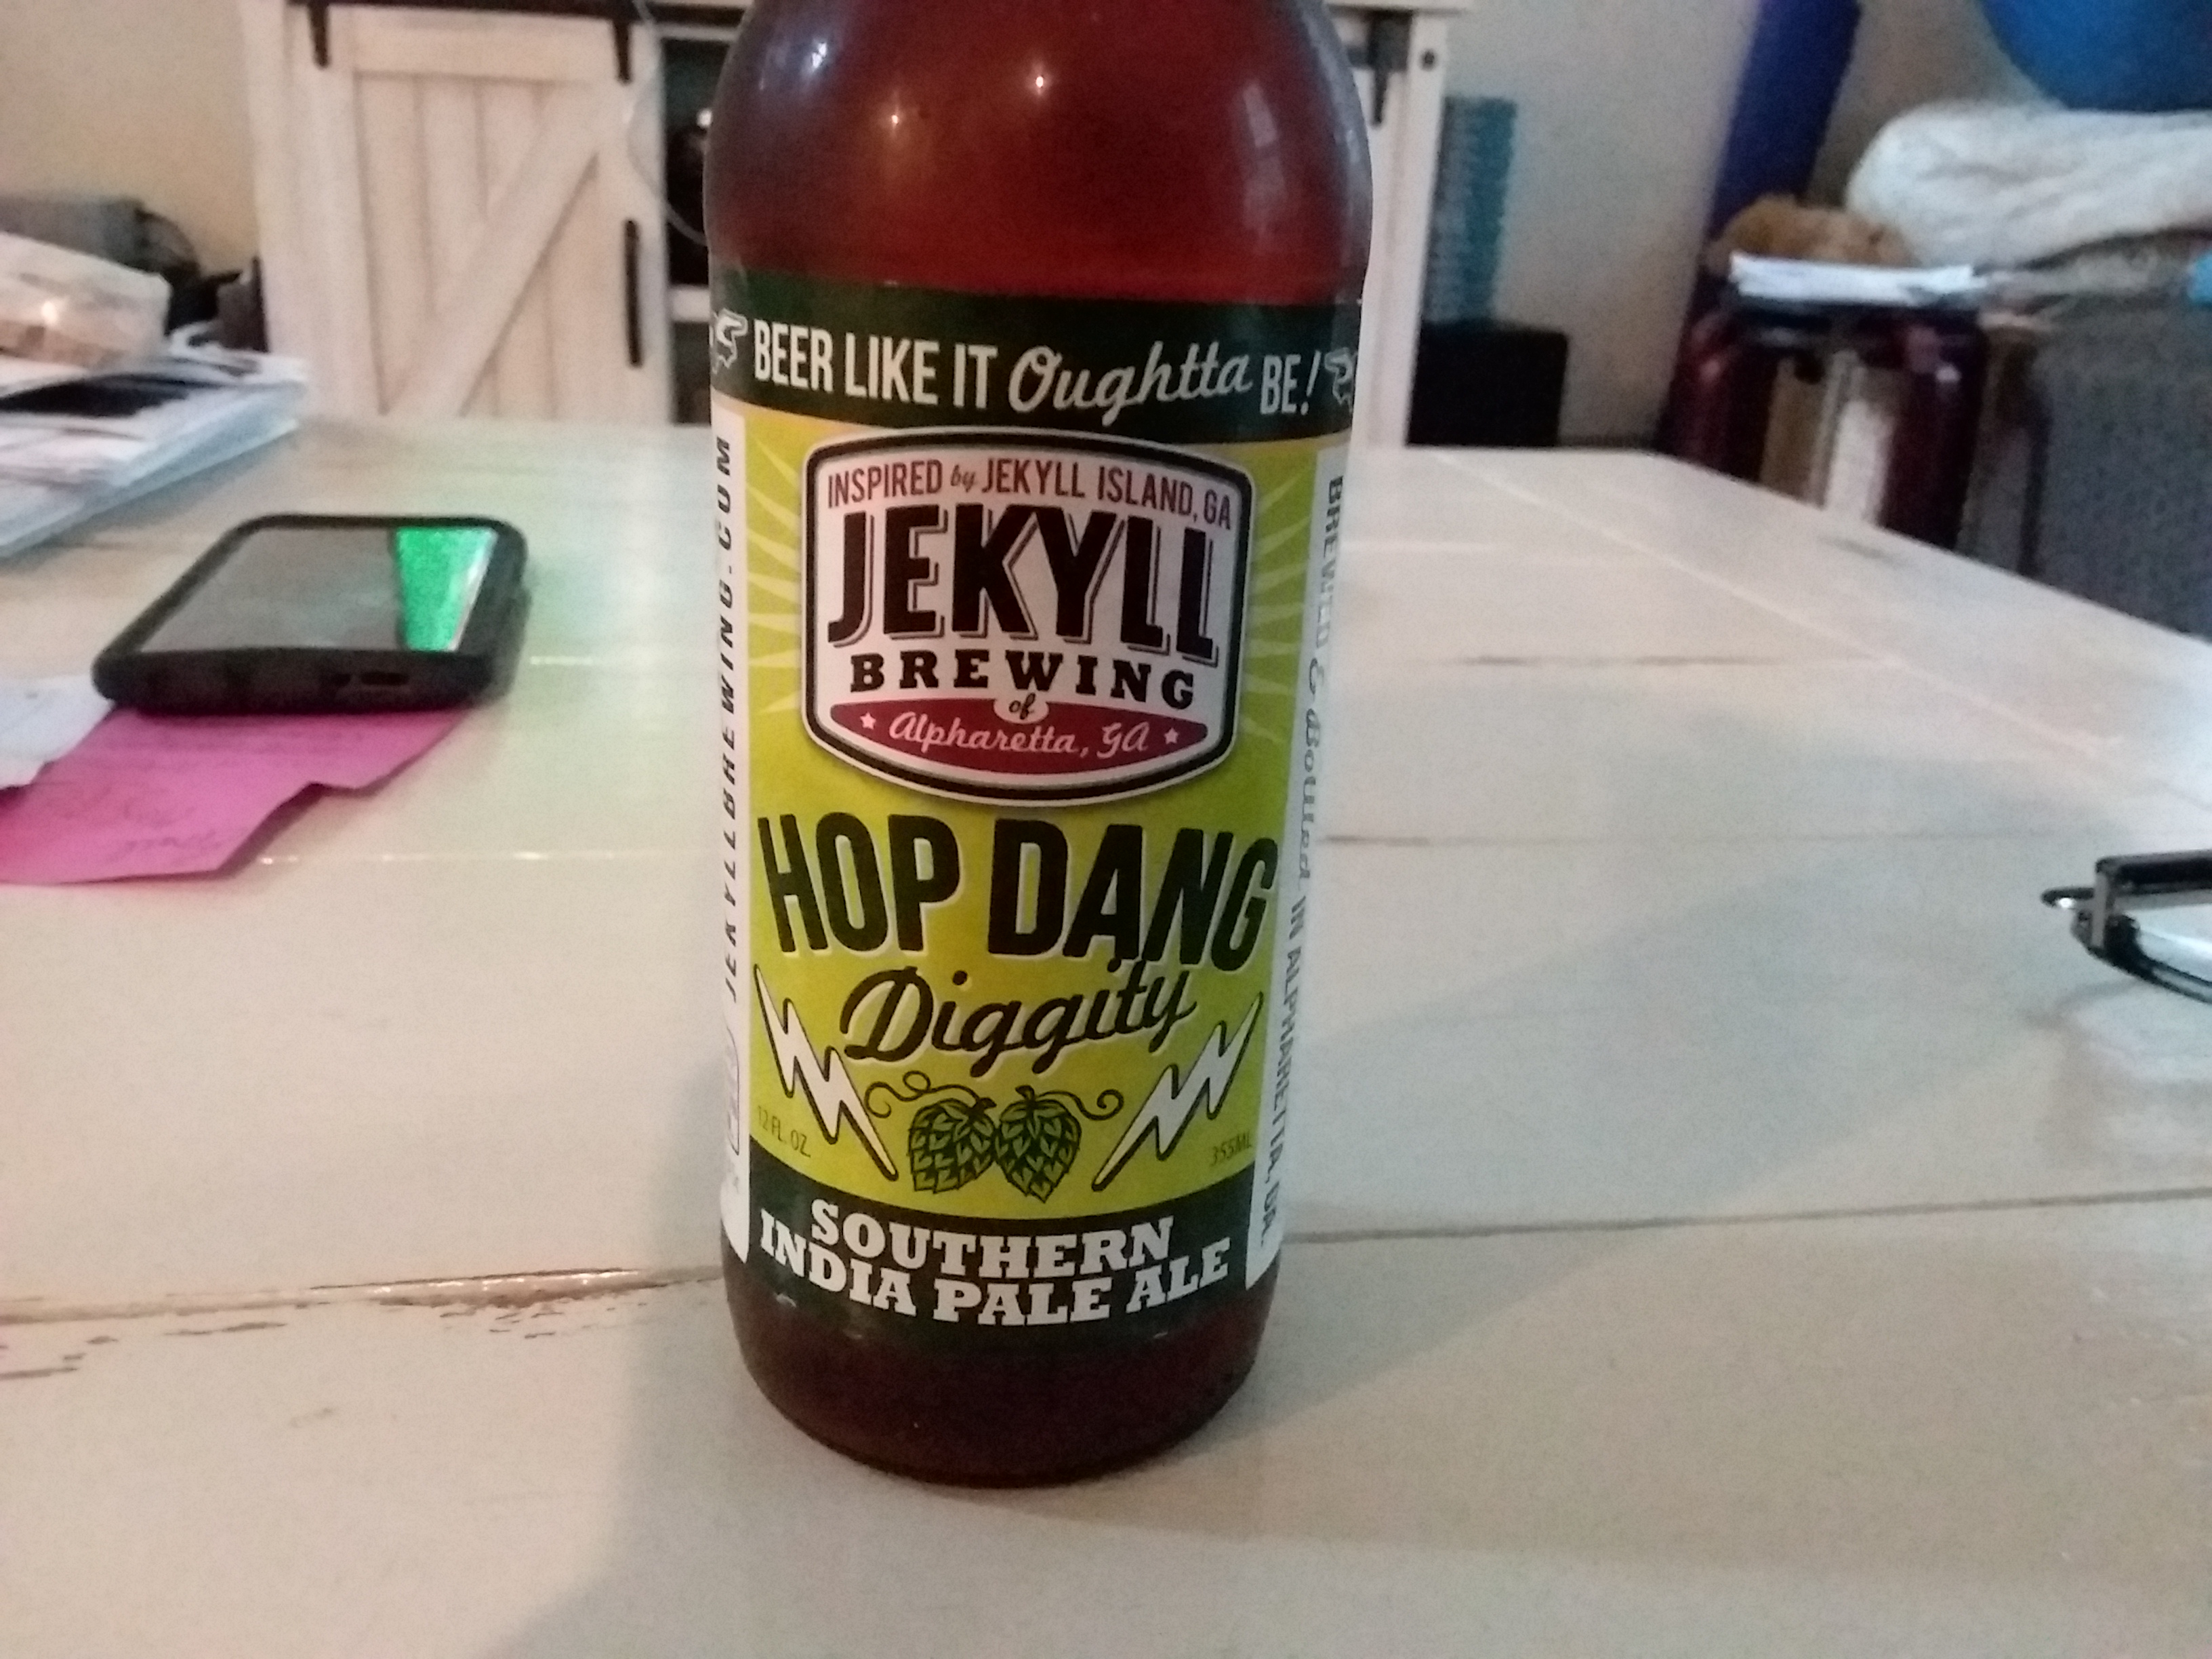 BEER LIKE IT Oughtta BE!
INSPIRED by JEKYLL ISLAND, GA
JEKYLL
BREWING
of
Alpharetta, GA
HOP DANG
Diggity
12 FL. OZ.
355ML
SOUTHERN
INDIA PALE ALE
JEKYLLBREWING.COM
BREWED & Bottled IN ALPHARETTA, GA.